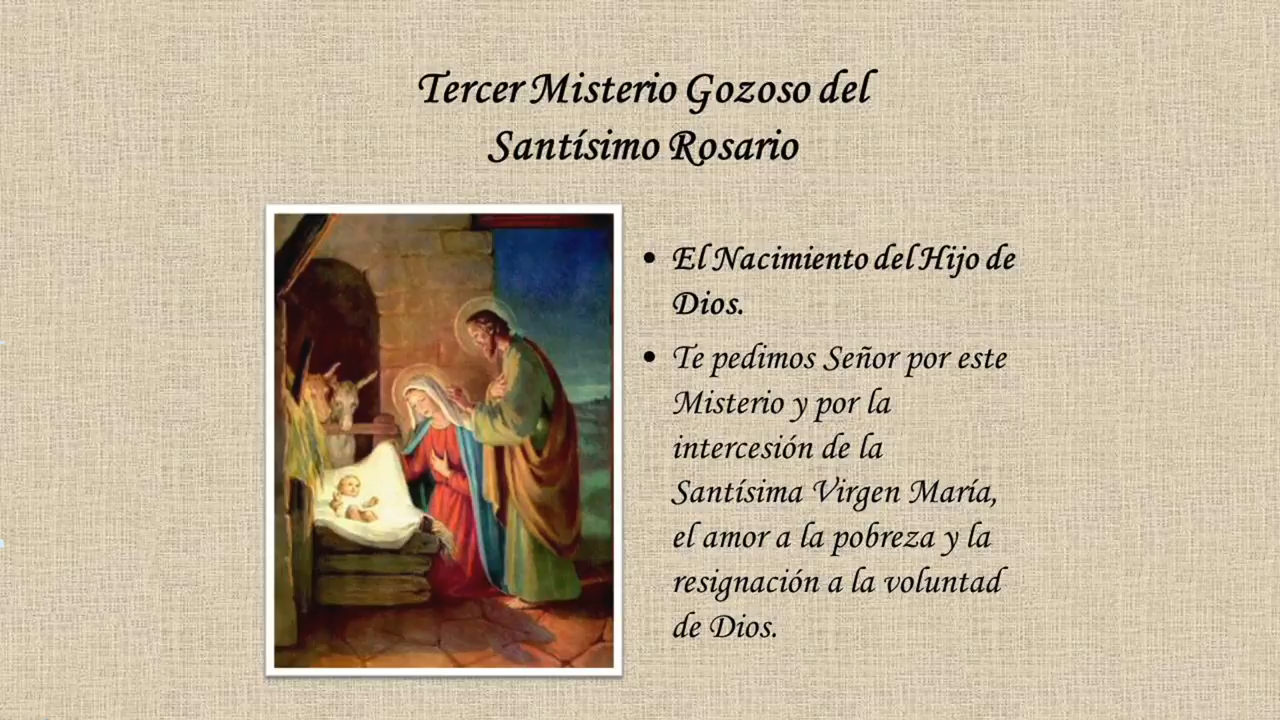 Tercer Misterio Gozoso del
Santísimo Rosario
• El Nacimiento del Hijo de
Dios.
• Te pedimos Señor por este
Misterio y por la
intercesión de la
Santísima Virgen María,
el amor a la pobreza y la
resignación a la voluntad
de Dios.